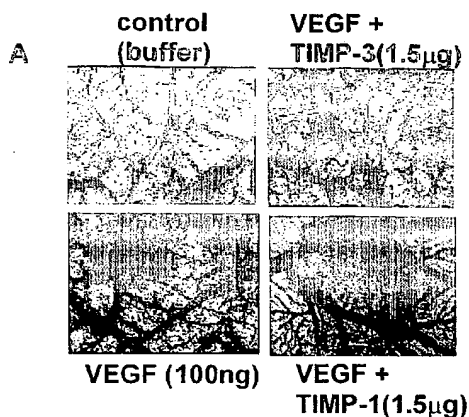 A
control
(buffer)
VEGF +
TIMP-3(1.5µg)
VEGF (100ng)
VEGF +
TIMP-1(1.5µg)